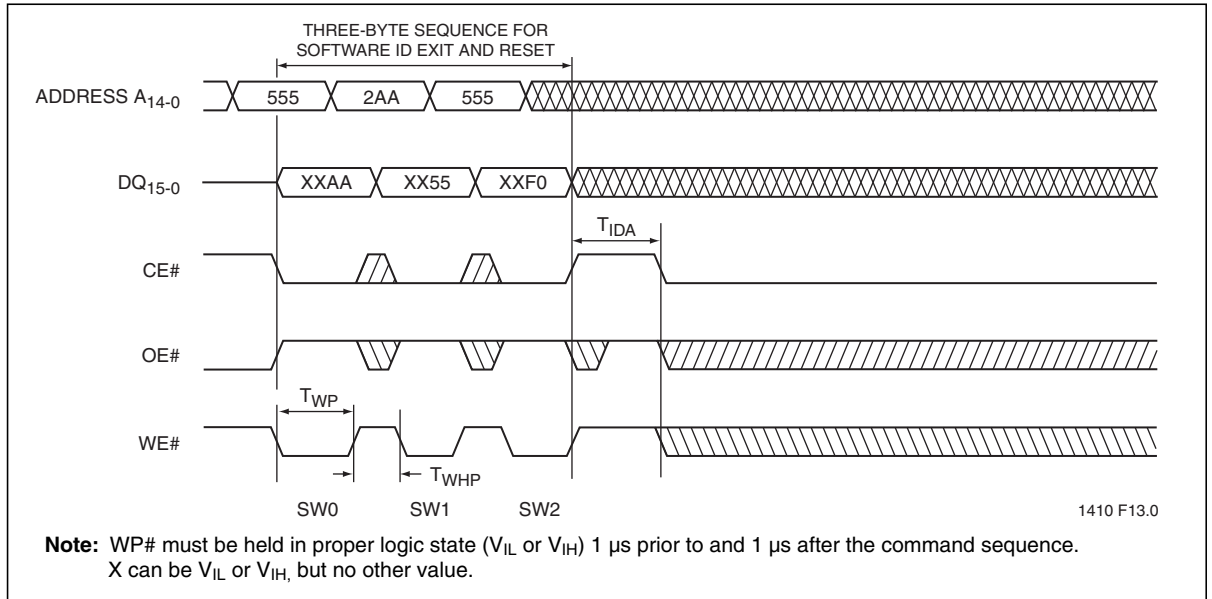 THREE-BYTE SEQUENCE FOR
SOFTWARE ID EXIT AND RESET
ADDRESS A14-0
555
2AA
555
DQ15-0
XXAA
XX55
XXF0
TIDA
CE#
OE#
TWP
WE#
TWHP
SW0
SW1
SW2
1410 F13.0
Note: WP# must be held in proper logic state (VIL or VIH) 1 µs prior to and 1 µs after the command sequence.
X can be VIL or VIH, but no other value.